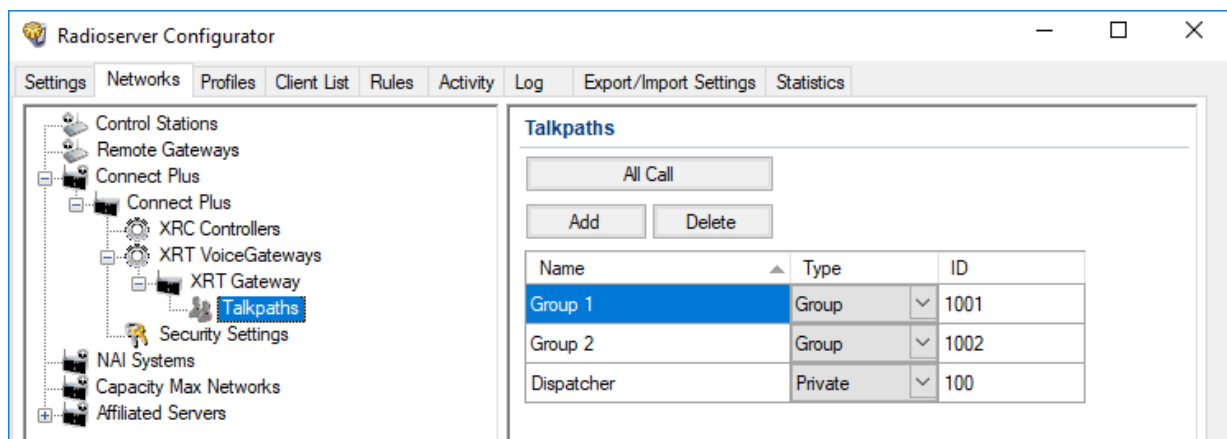 Radioserver Configurator
Settings Networks Profiles Client List Rules Activity Log Export/Import Settings Statistics
Control Stations
Remote Gateways
Connect Plus
Connect Plus
XRC Controllers
XRT VoiceGateways
XRT Gateway
Talkpaths
Security Settings
NAI Systems
Capacity Max Networks
Affiliated Servers
Talkpaths
All Call
Add Delete
Name Type ID
Group 1 Group 1001
Group 2 Group 1002
Dispatcher Private 100